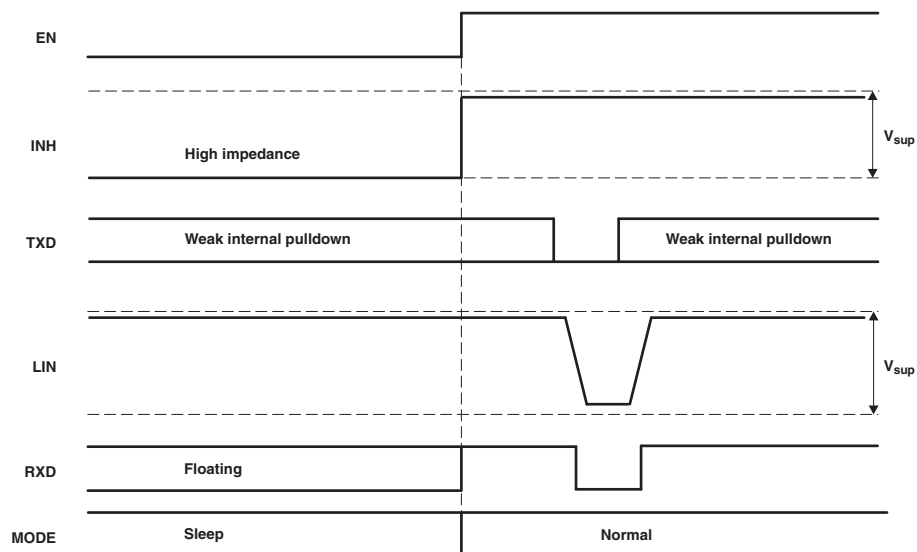 EN
INH
High impedance
V_sup
TXD
Weak internal pulldown
Weak internal pulldown
LIN
V_sup
RXD
Floating
MODE
Sleep
Normal